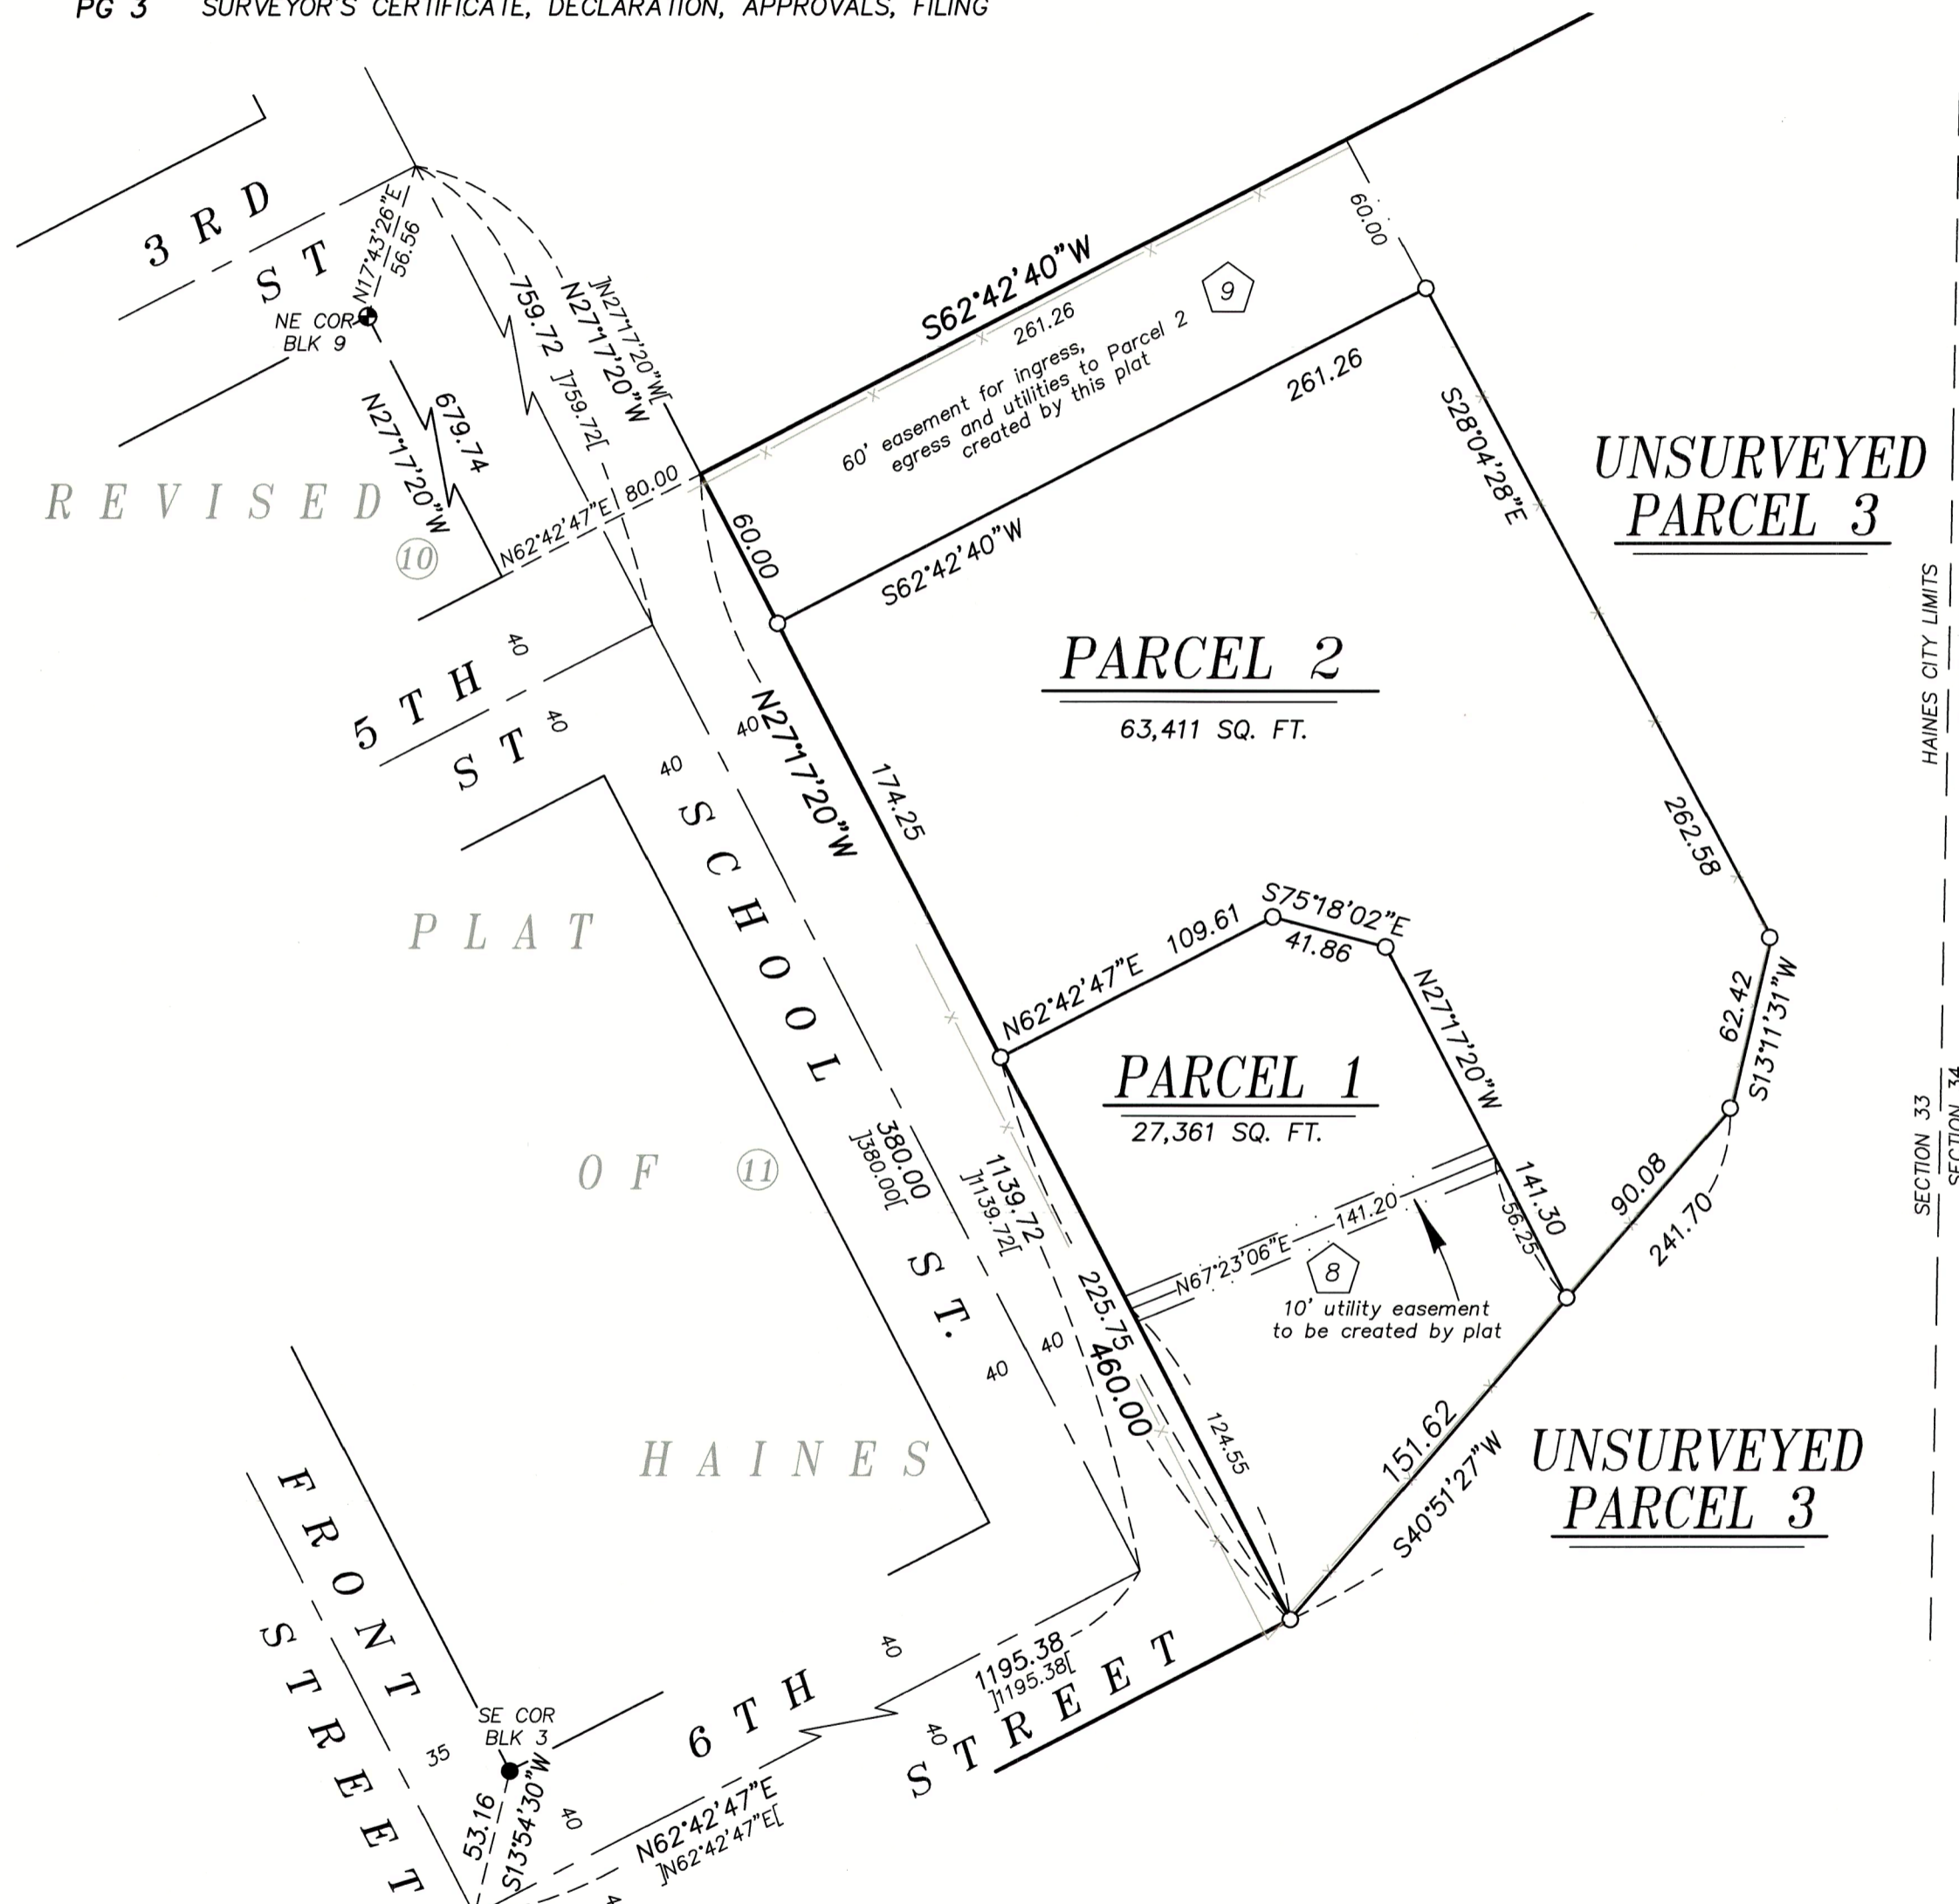 PG 3 SURVEYOR'S CERTIFICATE, DECLARATION, APPROVALS, FILING
3RD
ST
N17°43'26"E
56.56
NE COR
BLK 9
N27°17'20"W
679.74
759.72
]759.72[
N27°17'20"W
]N27°17'20"W[
S62°42'40"W
261.26
60' easement for ingress,
egress and utilities to Parcel 2
created by this plat
9
60.00
261.26
S62°42'40"W
S28°04'28"E
262.58
UNSURVEYED
PARCEL 3
HAINES CITY LIMITS
REVISED
10
N62°42'47"E 80.00
60.00
5TH
ST
40
40
40
40
N27°17'20"W
174.25
PARCEL 2
63,411 SQ. FT.
SCHOOL ST.
PLAT
N62°42'47"E 109.61
S75°18'02"E
41.86
N27°17'20"W
62.42
S13°11'31"W
PARCEL 1
27,361 SQ. FT.
SECTION 33
SECTION 34
OF
11
380.00
]380.00[
1139.72
]1139.72[
141.30
56.25
90.08
241.70
N67°23'06"E
141.20
8
10' utility easement
to be created by plat
225.75
460.00
40
40
124.55
151.62
S40°51'27"W
UNSURVEYED
PARCEL 3
HAINES
FRONT
STREET
35
SE COR
BLK 3
53.16
S13°54'30"W
40
6TH
STREET
40
40
1195.38
]1195.38[
N62°42'47"E
]N62°42'47"E[